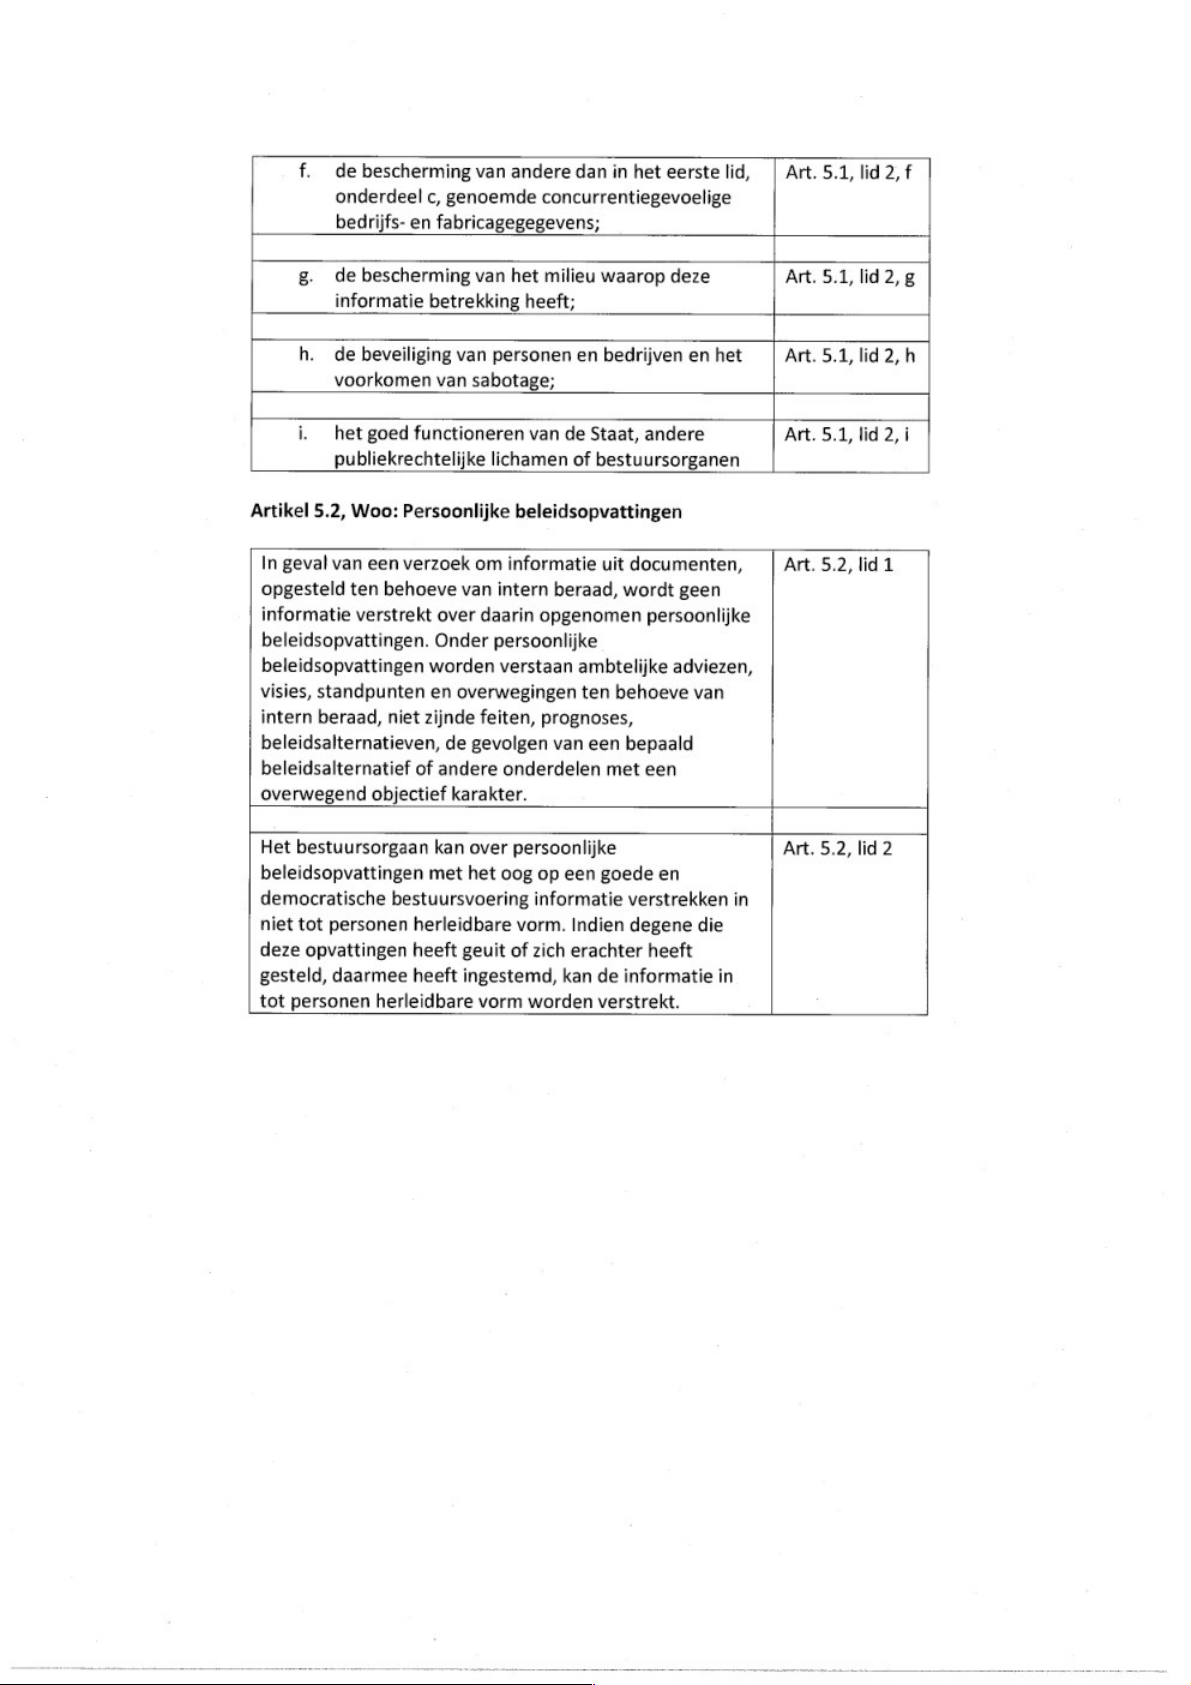 f. de bescherming van andere dan in het eerste lid, Art. 5.1, lid 2, f
onderdeel c, genoemde concurrentiegevoelige
bedrijfs- en fabricagegegevens;
g. de bescherming van het milieu waarop deze Art. 5.1, lid 2, g
informatie betrekking heeft;
h. de beveiliging van personen en bedrijven en het Art. 5.1, lid 2, h
voorkomen van sabotage;
i. het goed functioneren van de Staat, andere Art. 5.1, lid 2, i
publiekrechtelijke lichamen of bestuursorganen
Artikel 5.2, Woo: Persoonlijke beleidsopvattingen
In geval van een verzoek om informatie uit documenten, Art. 5.2, lid 1
opgesteld ten behoeve van intern beraad, wordt geen
informatie verstrekt over daarin opgenomen persoonlijke
beleidsopvattingen. Onder persoonlijke
beleidsopvattingen worden verstaan ambtelijke adviezen,
visies, standpunten en overwegingen ten behoeve van
intern beraad, niet zijnde feiten, prognoses,
beleidsalternatieven, de gevolgen van een bepaald
beleidsalternatief of andere onderdelen met een
overwegend objectief karakter.
Het bestuursorgaan kan over persoonlijke Art. 5.2, lid 2
beleidsopvattingen met het oog op een goede en
democratische bestuursvoering informatie verstrekken in
niet tot personen herleidbare vorm. Indien degene die
deze opvattingen heeft geuit of zich erachter heeft
gesteld, daarmee heeft ingestemd, kan de informatie in
tot personen herleidbare vorm worden verstrekt.